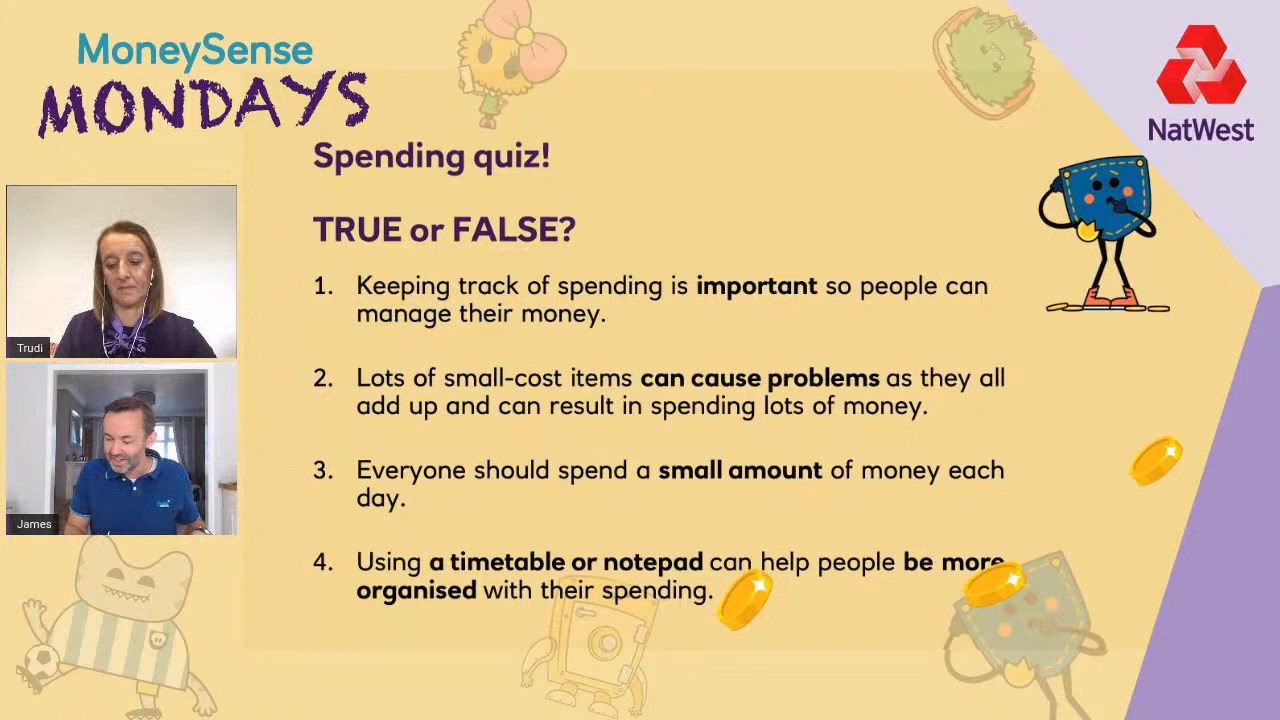 MoneySense
MONDAYS
NatWest
Spending quiz!
TRUE or FALSE?
1. Keeping track of spending is important so people can
manage their money.
2. Lots of small-cost items can cause problems as they all
add up and can result in spending lots of money.
3. Everyone should spend a small amount of money each
day.
4. Using a timetable or notepad can help people be more
organised with their spending.
Trudi
James